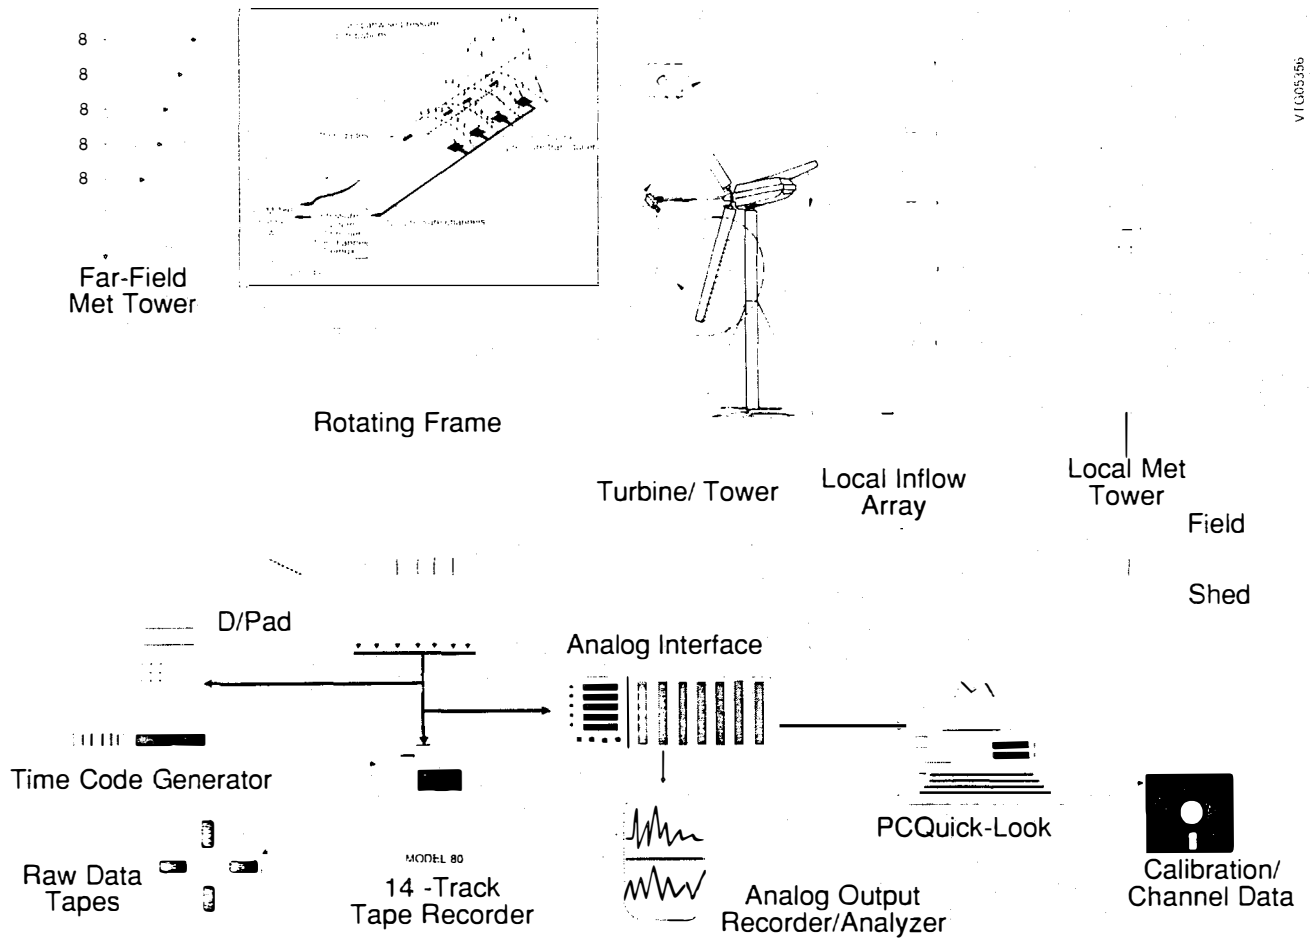 VTG05356
8
8
8
8
8
Far-Field
Met Tower
Rotating Frame
Turbine/ Tower
Local Inflow
Array
Local Met
Tower
Field
Shed
D/Pad
Analog Interface
Time Code Generator
PCQuick-Look
Raw Data
Tapes
MODEL 80
14 -Track
Tape Recorder
Analog Output
Recorder/Analyzer
Calibration/
Channel Data